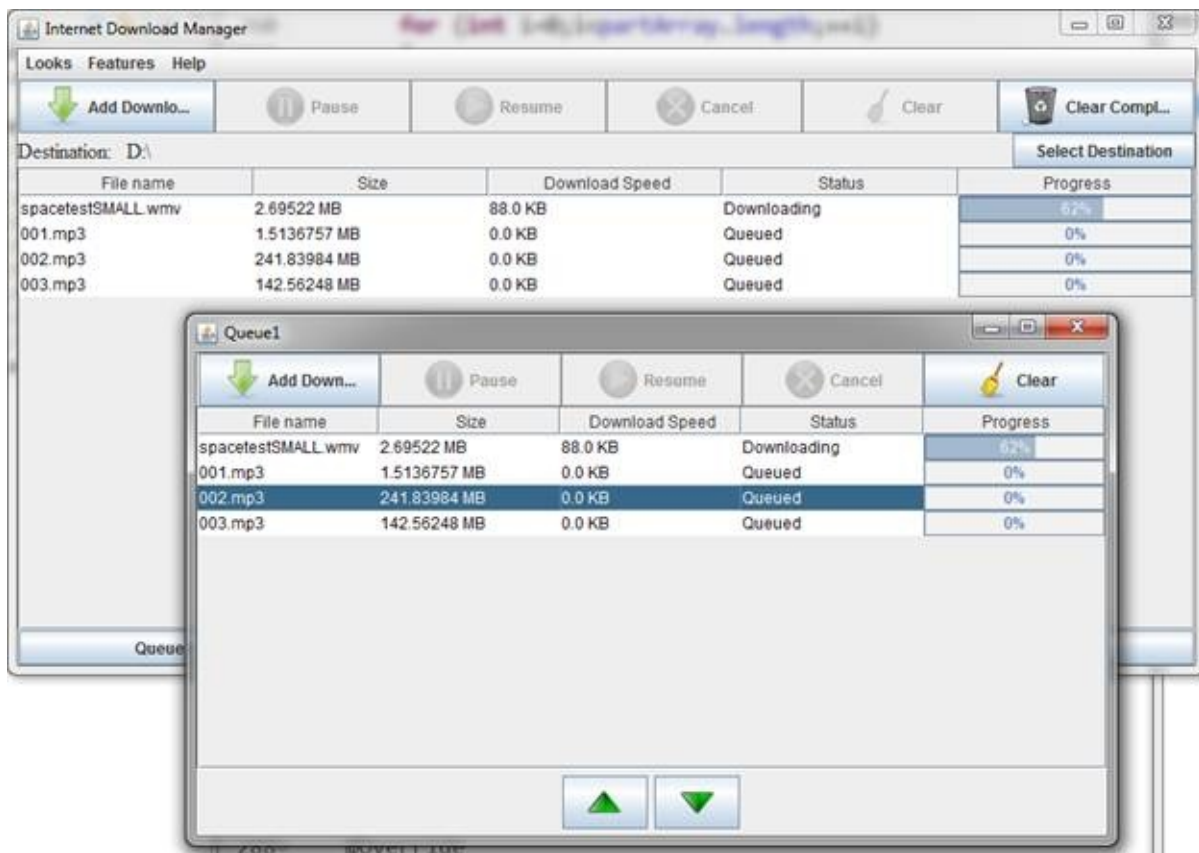 for (int i=0;i<partArray.length;++i)
Internet Download Manager
Looks Features Help
Add Downlo... Pause Resume Cancel Clear Clear Compl...
Destination: D:\ Select Destination
File name Size Download Speed Status Progress
spacetestSMALL.wmv 2.69522 MB 88.0 KB Downloading 62%
001.mp3 1.5136757 MB 0.0 KB Queued 0%
002.mp3 241.83984 MB 0.0 KB Queued 0%
003.mp3 142.56248 MB 0.0 KB Queued 0%
Queue1
Add Down... Pause Resume Cancel Clear
File name Size Download Speed Status Progress
spacetestSMALL.wmv 2.69522 MB 88.0 KB Downloading 62%
001.mp3 1.5136757 MB 0.0 KB Queued 0%
002.mp3 241.83984 MB 0.0 KB Queued 0%
003.mp3 142.56248 MB 0.0 KB Queued 0%
Queue